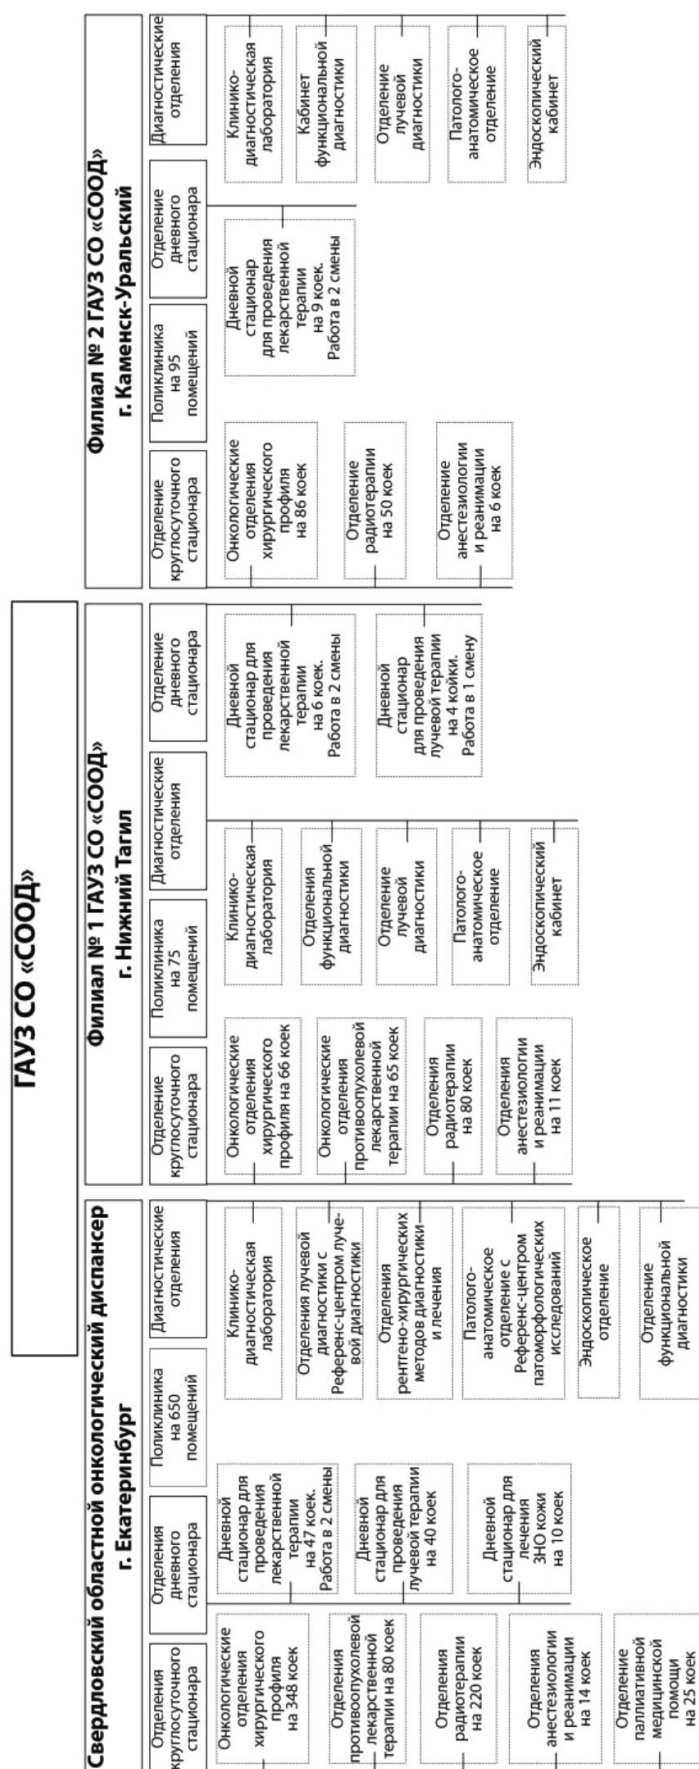 ГАУЗ СО «СООД»
Свердловский областной онкологический диспансер
г. Екатеринбург
Отделения
круглосуточного
стационара
Онкологические
отделения
хирургического
профиля
на 348 коек
Отделения
противоопухолевой
лекарственной
терапии на 80 коек
Отделения
радиотерапии
на 220 коек
Отделения
анестезиологии
и реанимации
на 14 коек
Отделение
паллиативной
медицинской
помощи
на 25 коек
Отделения
дневного
стационара
Дневной
стационар для
проведения
лекарственной
терапии
на 47 коек.
Работа в 2 смены
Дневной
стационар для
проведения
лучевой терапии
на 40 коек
Дневной
стационар для
лечения
ЗНО кожи
на 10 коек
Поликлиника
на 650
помещений
Диагностические
отделения
Клинико-
диагностическая
лаборатория
Отделения лучевой
диагностики с
Референс-центром луче-
вой диагностики
Отделения
рентгено-хирургических
методов диагностики
и лечения
Патолого-
анатомическое
отделение с
Референс-центром
патоморфологических
исследований
Эндоскопическое
отделение
Отделение
функциональной
диагностики
Филиал № 1 ГАУЗ СО «СООД»
г. Нижний Тагил
Отделение
круглосуточного
стационара
Онкологические
отделения
хирургического
профиля на 66 коек
Онкологические
отделения
противоопухолевой
лекарственной
терапии на 65 коек
Отделения
радиотерапии
на 80 коек
Отделения
анестезиологии
и реанимации
на 11 коек
Поликлиника
на 75
помещений
Диагностические
отделения
Клинико-
диагностическая
лаборатория
Отделения
функциональной
диагностики
Отделение
лучевой
диагностики
Патолого-
анатомическое
отделение
Эндоскопический
кабинет
Отделение
дневного
стационара
Дневной
стационар для
проведения
лекарственной
терапии
на 6 коек.
Работа в 2 смены
Дневной
стационар
для проведения
лучевой терапии
на 4 койки.
Работа в 1 смену
Филиал № 2 ГАУЗ СО «СООД»
г. Каменск-Уральский
Отделение
круглосуточного
стационара
Онкологические
отделения
хирургического
профиля
на 86 коек
Отделение
радиотерапии
на 50 коек
Отделение
анестезиологии
и реанимации
на 6 коек
Поликлиника
на 95
помещений
Отделение
дневного
стационара
Дневной
стационар
для проведения
лекарственной
терапии
на 9 коек.
Работа в 2 смены
Диагностические
отделения
Клинико-
диагностическая
лаборатория
Кабинет
функциональной
диагностики
Отделение
лучевой
диагностики
Патолого-
анатомическое
отделение
Эндоскопический
кабинет